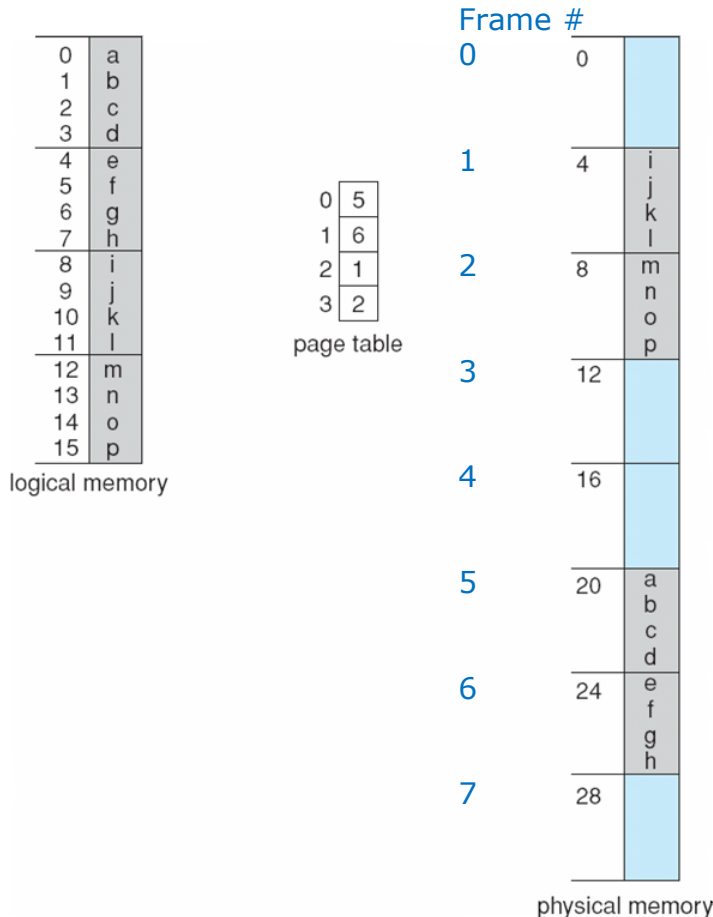 0 a
1 b
2 c
3 d
4 e
5 f
6 g
7 h
8 i
9 j
10 k
11 l
12 m
13 n
14 o
15 p
logical memory
0 5
1 6
2 1
3 2
page table
Frame #
0 0
1 4 i
j
k
l
2 8 m
n
o
p
3 12
4 16
5 20 a
b
c
d
6 24 e
f
g
h
7 28
physical memory